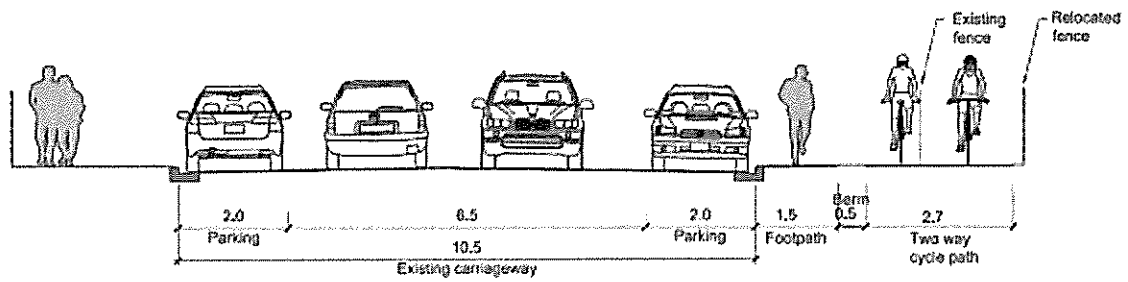 Existing
fence
Relocated
fence
2.0
Parking
6.5
2.0
Parking
1.5
Footpath
Berm
0.5
2.7
Two way
cycle path
10.5
Existing carriageway